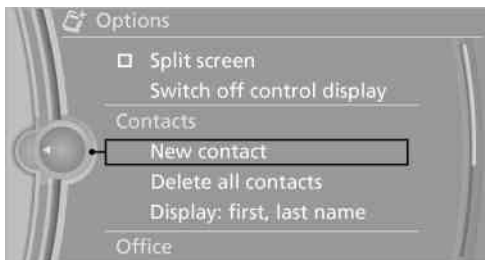 Options
Split screen
Switch off control display
Contacts
New contact
Delete all contacts
Display: first, last name
Office